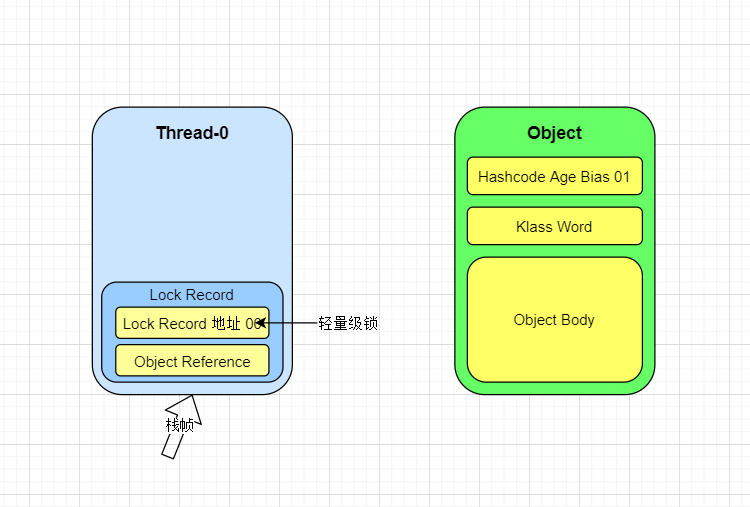 Thread-0
Lock Record
Lock Record 地址 00
Object Reference
轻量级锁
栈帧
Object
Hashcode Age Bias 01
Klass Word
Object Body